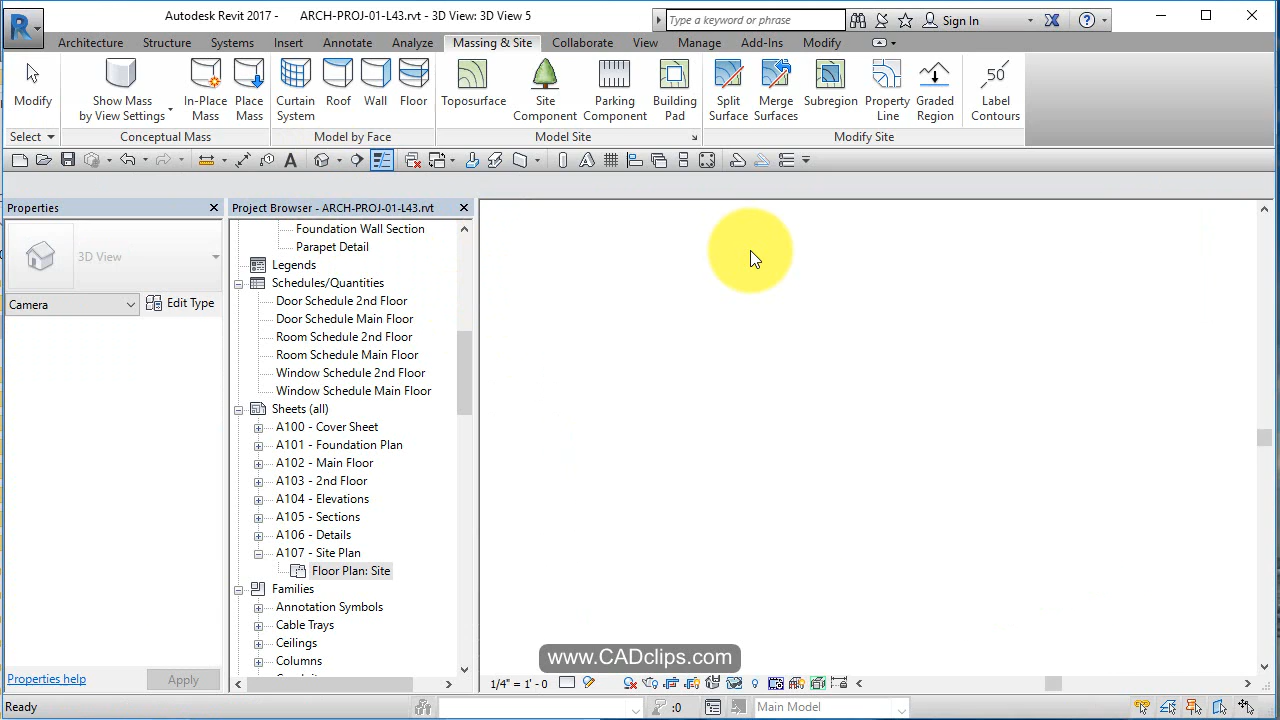 Autodesk Revit 2017 - ARCH-PROJ-01-L43.rvt - 3D View: 3D View 5
Type a keyword or phrase
Sign In
Architecture Structure Systems Insert Annotate Analyze Massing & Site Collaborate View Manage Add-Ins Modify
Modify
Show Mass
by View Settings
In-Place
Mass
Place
Mass
Curtain
System
Roof
Wall
Floor
Toposurface
Site
Component
Parking
Component
Building
Pad
Split
Surface
Merge
Surfaces
Subregion
Property
Line
Graded
Region
50
Label
Contours
Select Conceptual Mass Model by Face Model Site Modify Site
Properties
3D View
Camera
Edit Type
Properties help
Apply
Project Browser - ARCH-PROJ-01-L43.rvt
Foundation Wall Section
Parapet Detail
Legends
Schedules/Quantities
Door Schedule 2nd Floor
Door Schedule Main Floor
Room Schedule 2nd Floor
Room Schedule Main Floor
Window Schedule 2nd Floor
Window Schedule Main Floor
Sheets (all)
A100 - Cover Sheet
A101 - Foundation Plan
A102 - Main Floor
A103 - 2nd Floor
A104 - Elevations
A105 - Sections
A106 - Details
A107 - Site Plan
Floor Plan: Site
Families
Annotation Symbols
Cable Trays
Ceilings
Columns
www.CADclips.com
1/4" = 1' - 0
Ready
:0
Main Model